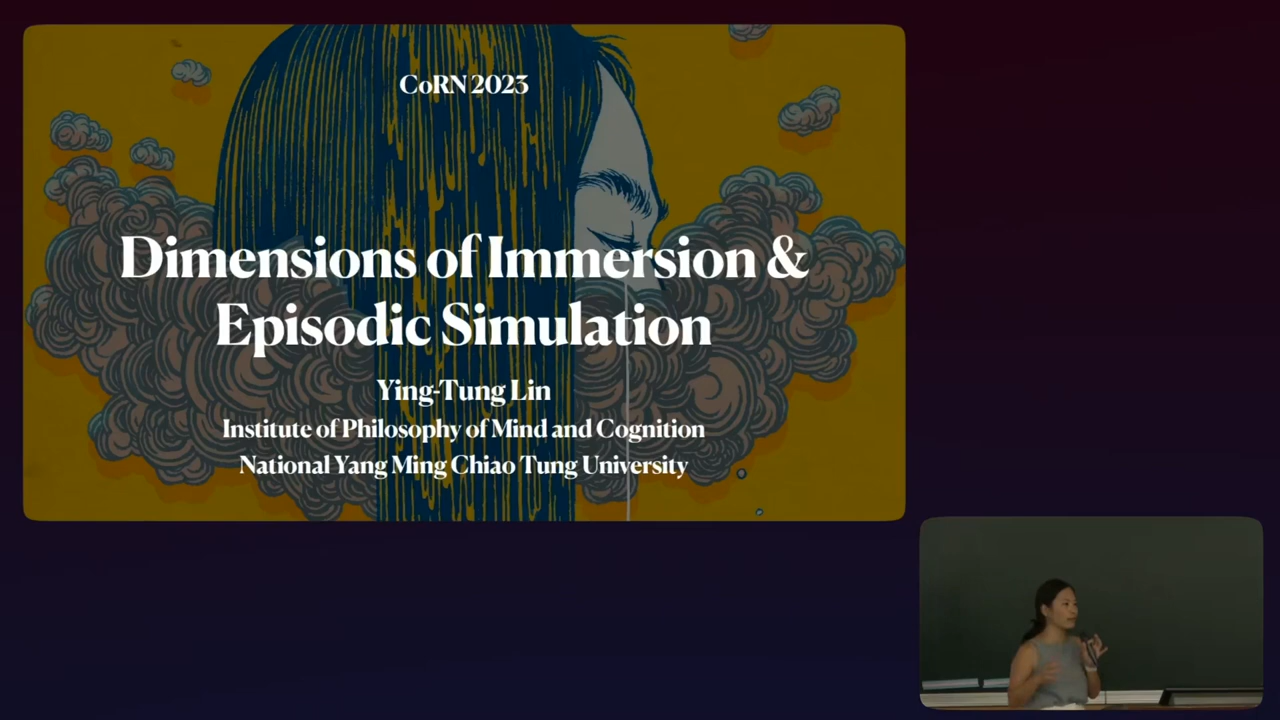 CoRN 2023
Dimensions of Immersion &
Episodic Simulation
Ying-Tung Lin
Institute of Philosophy of Mind and Cognition
National Yang Ming Chiao Tung University